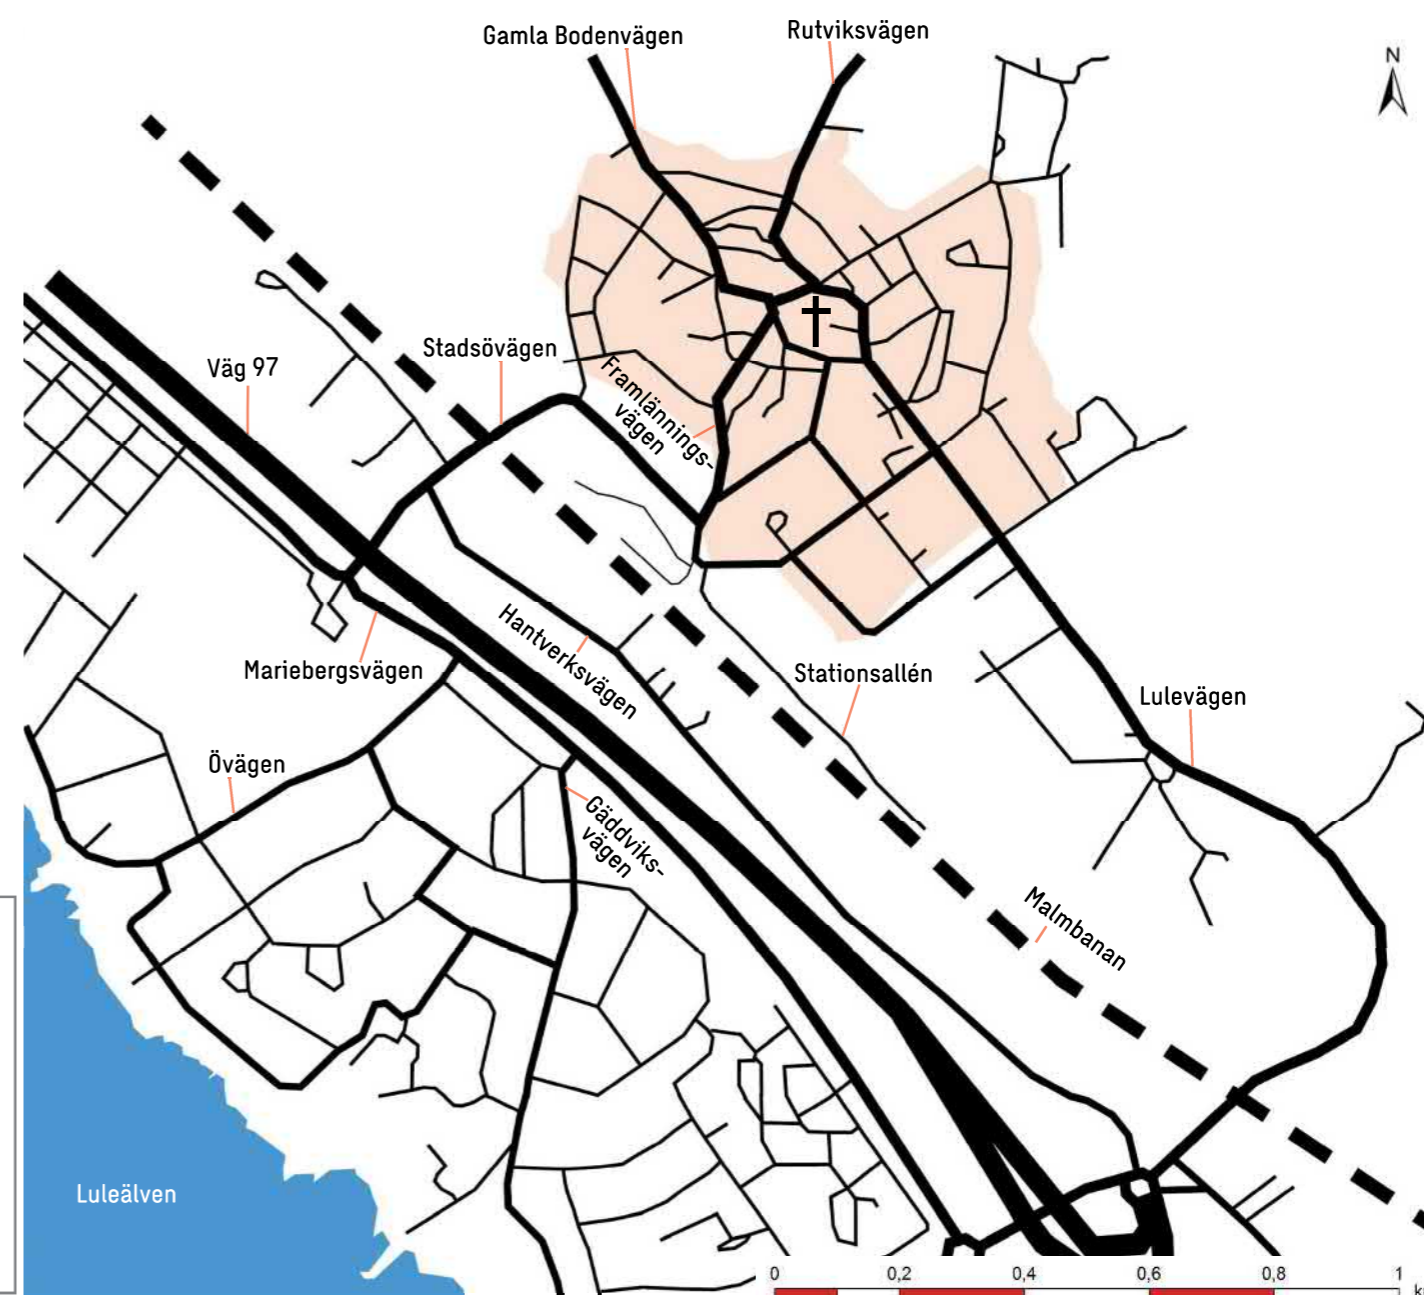 Gamla Bodenvägen
Rutviksvägen
N
Stadsövägen
Väg 97
Framlännings-
vägen
Hantverksvägen
Mariebergsvägen
Stationsallén
Lulevägen
Övägen
Gäddviks-
vägen
Malmbanan
Luleälven
0 0,2 0,4 0,6 0,8 1